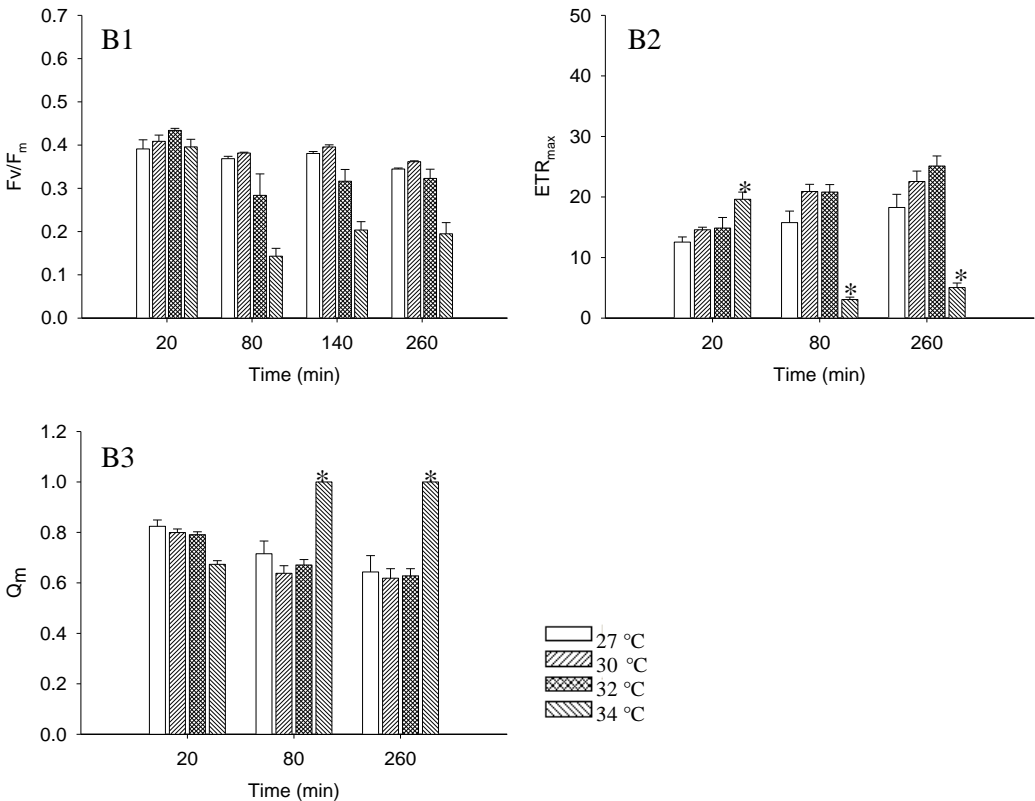 B1
Fv/Fm
0.7
0.6
0.5
0.4
0.3
0.2
0.1
0.0
20 80 140 260
Time (min)
B2
ETRmax
50
40
30
20
10
0
* * *
20 80 260
Time (min)
B3
Qm
1.2
1.0
0.8
0.6
0.4
0.2
0.0
* *
20 80 260
Time (min)
27 °C
30 °C
32 °C
34 °C